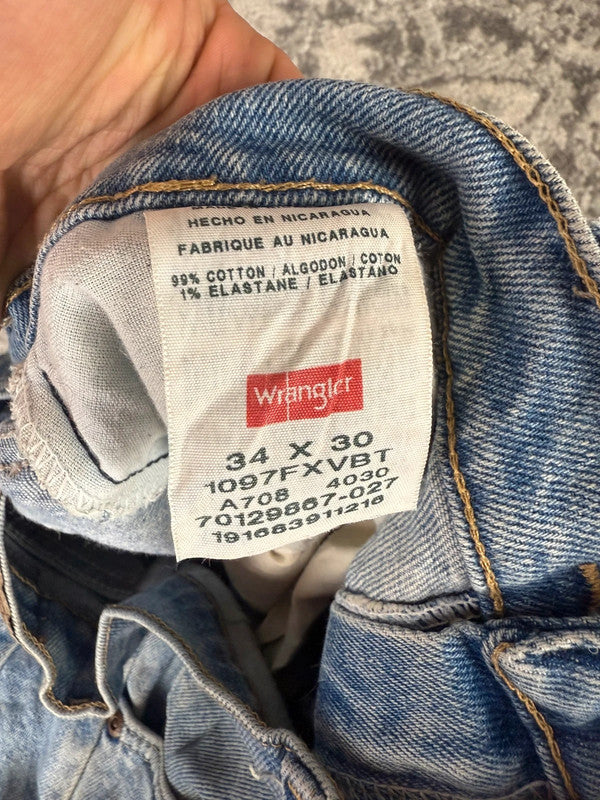 HECHO EN NICARAGUA
FABRIQUE AU NICARAGUA
99% COTTON / ALGODON / COTON
1% ELASTANE / ELASTANO
Wrangler
34 X 30
1097FXVBT
A708 4030
70129867-027
191683911216